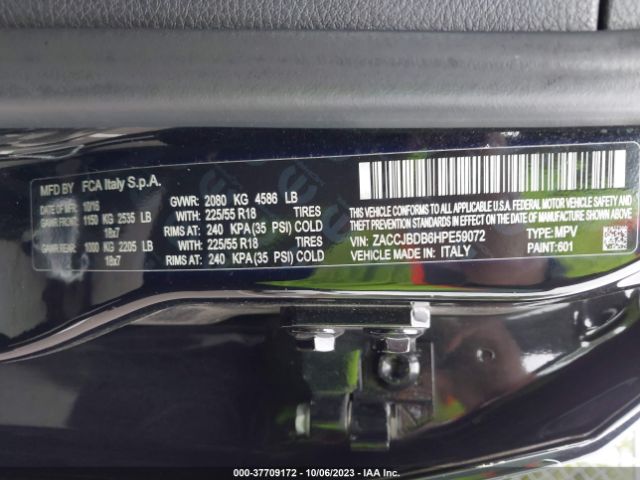 MFD BY FCA Italy S.p.A.
DATE OF MFR: 10/16 GVWR: 2080 KG 4586 LB
GAWR FRONT: 1150 KG 2535 LB WITH: 225/55 R18 TIRES
18x7 RIMS AT: 240 KPA (35 PSI) COLD
GAWR REAR: 1000 KG 2205 LB WITH: 225/55 R18 TIRES
18x7 RIMS AT: 240 KPA (35 PSI) COLD
THIS VEHICLE CONFORMS TO ALL APPLICABLE U.S.A. FEDERAL MOTOR VEHICLE SAFETY,
BUMPER, AND THEFT PREVENTION STANDARDS IN EFFECT ON THE DATE OF MANUFACTURE SHOWN ABOVE.
VIN: ZACCJBDB6HPE59072 TYPE: MPV
VEHICLE MADE IN: ITALY PAINT: 601
000-37709172 - 10/06/2023 - IAA Inc.